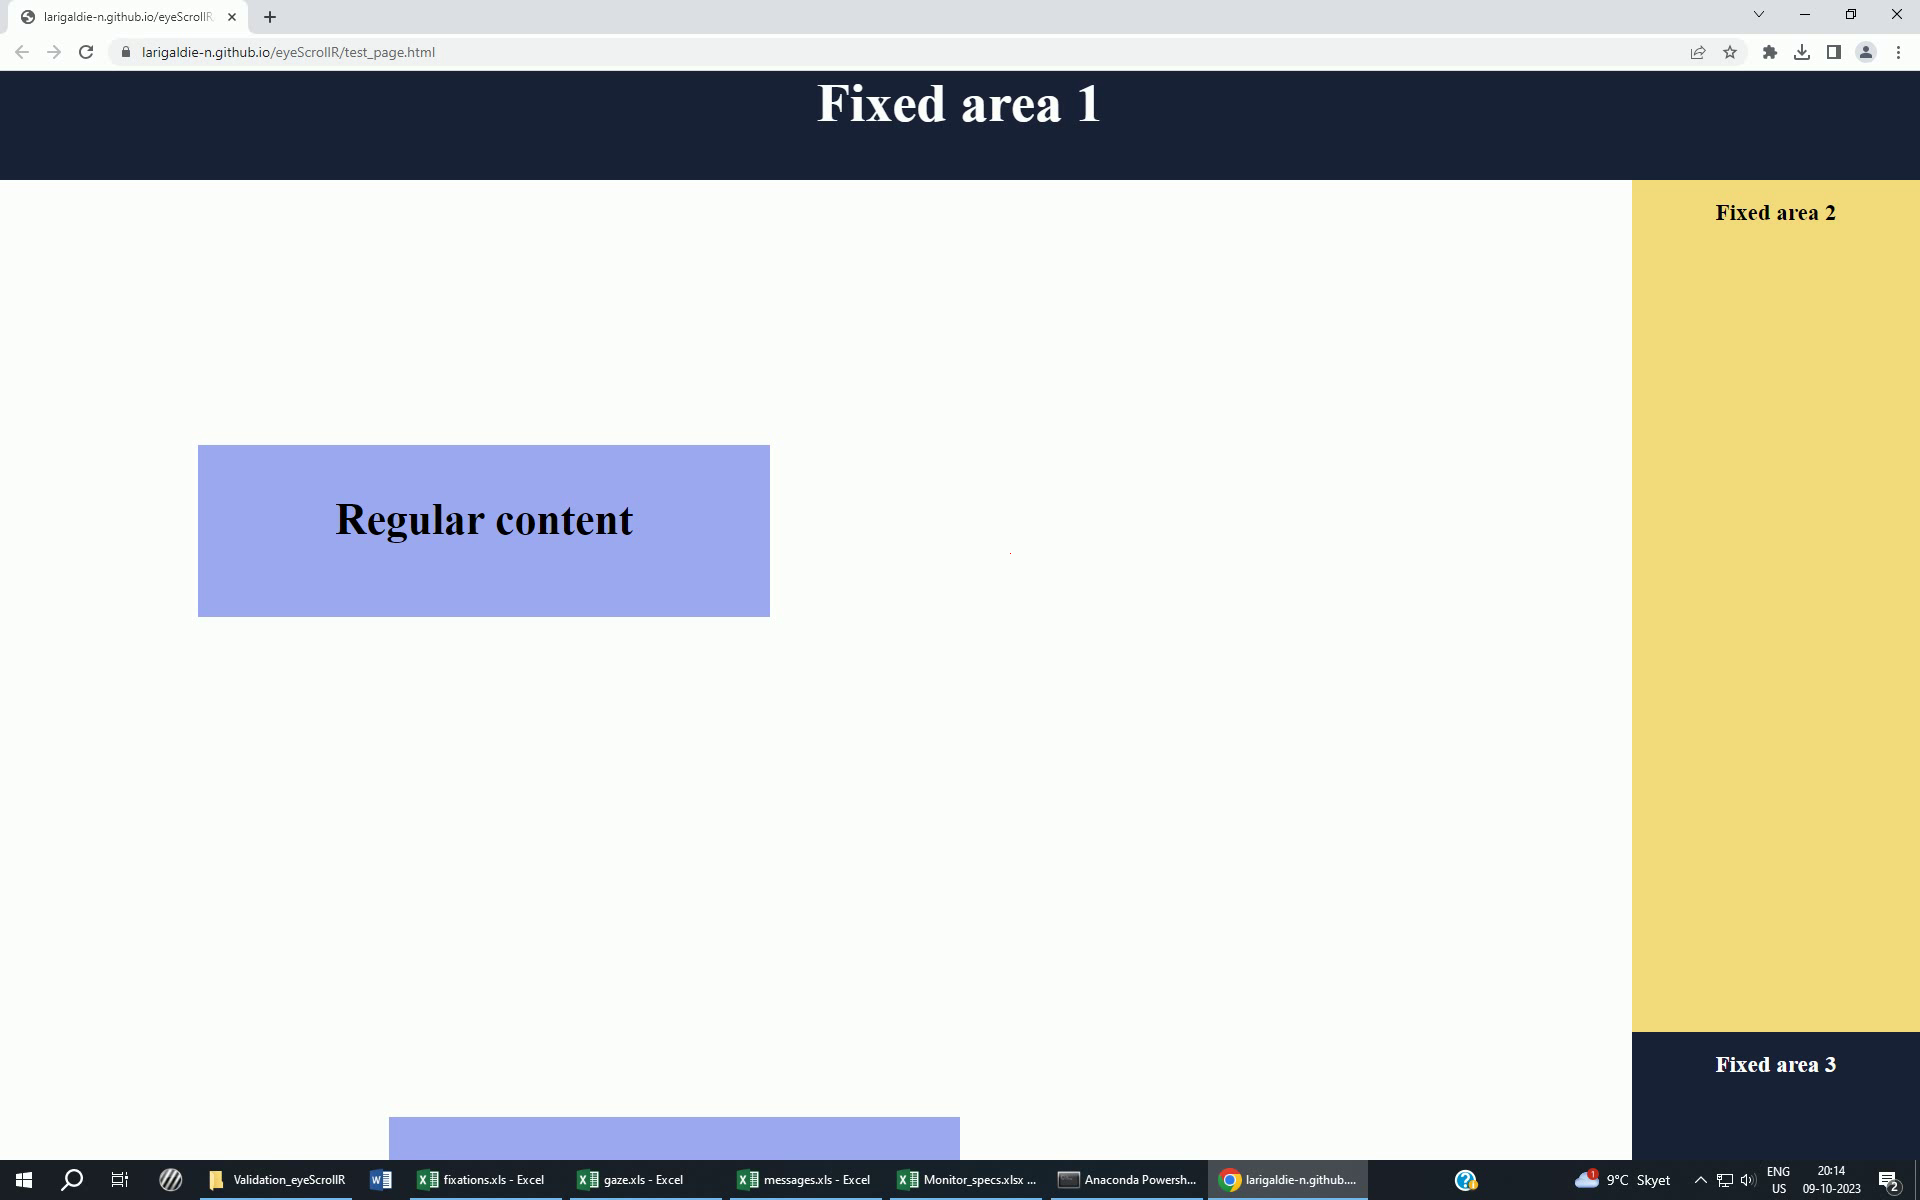 larigaldie-n.github.io/eyeScrollR
larigaldie-n.github.io/eyeScrollR/test_page.html
Fixed area 1
Fixed area 2
Regular content
Fixed area 3
Validation_eyeScrollR
fixations.xls - Excel
gaze.xls - Excel
messages.xls - Excel
Monitor_specs.xlsx ...
Anaconda Powersh...
larigaldie-n.github....
1
9°C Skyet
ENG
US
20:14
09-10-2023
2